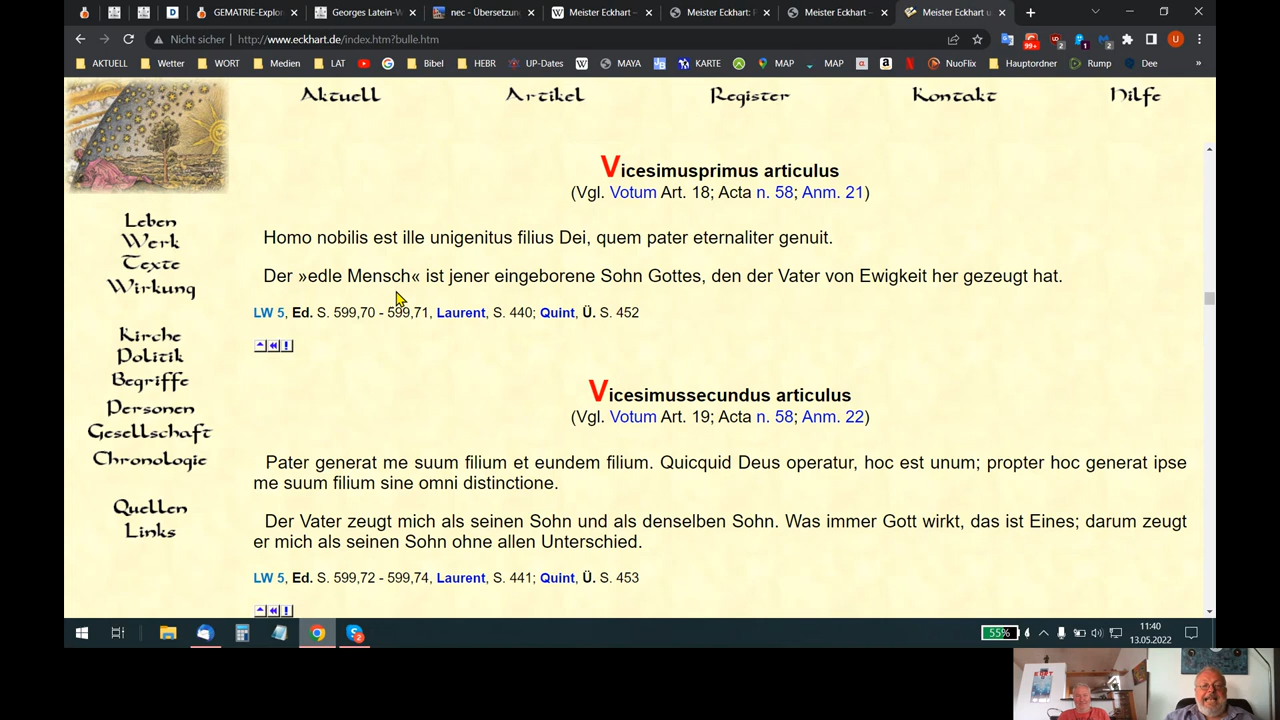 GEMATRIE-Explor
Georges Latein-W
nec - Übersetzun
Meister Eckhart –
Meister Eckhart: F
Meister Eckhart –
Meister Eckhart u
Nicht sicher | http://www.eckhart.de/index.htm?bulle.htm
99+ 2 1 2 U
AKTUELL Wetter WORT Medien LAT Bibel HEBR UP-Dates MAYA KARTE MAP MAP NuoFlix Hauptordner Rump Dee »
Aktuell Artikel Register Kontakt Hilfe
Leben
Werk
Texte
Wirkung
Kirche
Politik
Begriffe
Personen
Gesellschaft
Chronologie
Quellen
Links
Vicesimusprimus articulus
(Vgl. Votum Art. 18; Acta n. 58; Anm. 21)
Homo nobilis est ille unigenitus filius Dei, quem pater eternaliter genuit.
Der »edle Mensch« ist jener eingeborene Sohn Gottes, den der Vater von Ewigkeit her gezeugt hat.
LW 5, Ed. S. 599,70 - 599,71, Laurent, S. 440; Quint, Ü. S. 452
Vicesimussecundus articulus
(Vgl. Votum Art. 19; Acta n. 58; Anm. 22)
Pater generat me suum filium et eundem filium. Quicquid Deus operatur, hoc est unum; propter hoc generat ipse
me suum filium sine omni distinctione.
Der Vater zeugt mich als seinen Sohn und als denselben Sohn. Was immer Gott wirkt, das ist Eines; darum zeugt
er mich als seinen Sohn ohne allen Unterschied.
LW 5, Ed. S. 599,72 - 599,74, Laurent, S. 441; Quint, Ü. S. 453
55%
11:40
13.05.2022